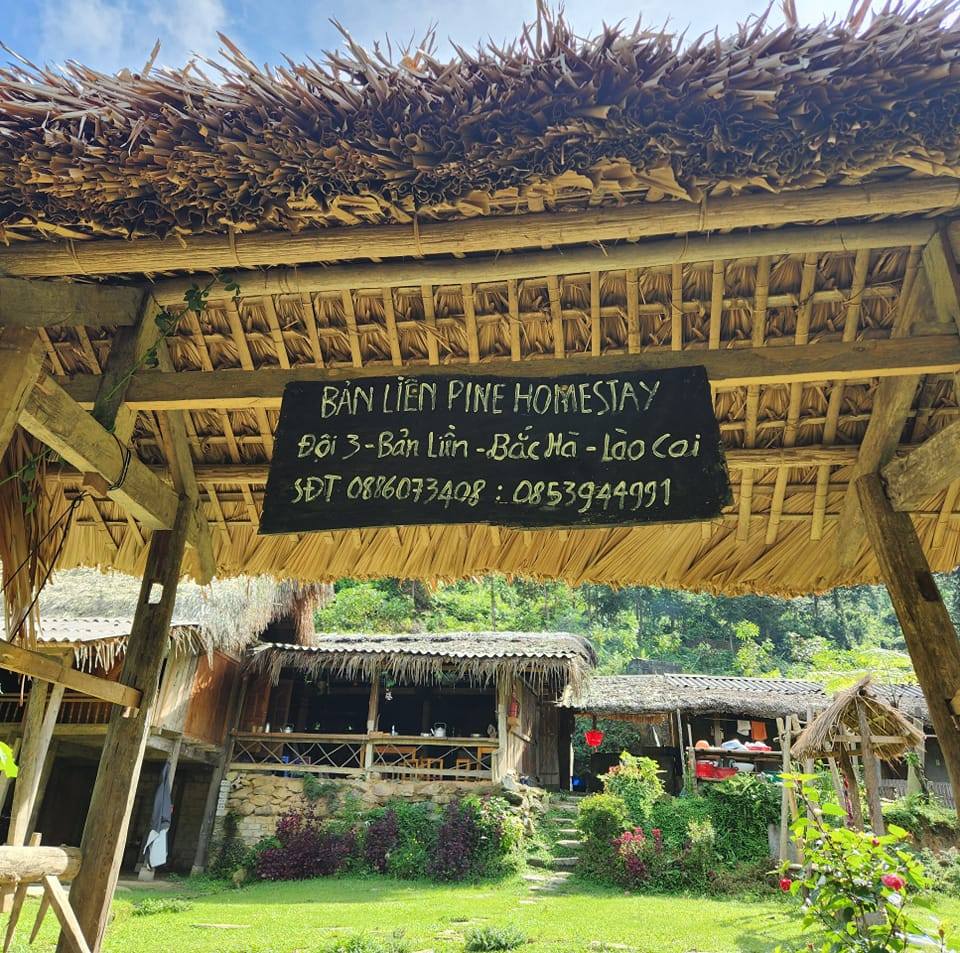 BẢN LIỀN PINE HOMESTAY
Đội 3 - Bản Liền - Bắc Hà - Lào Cai
SĐT 0886073408 : 0853944991